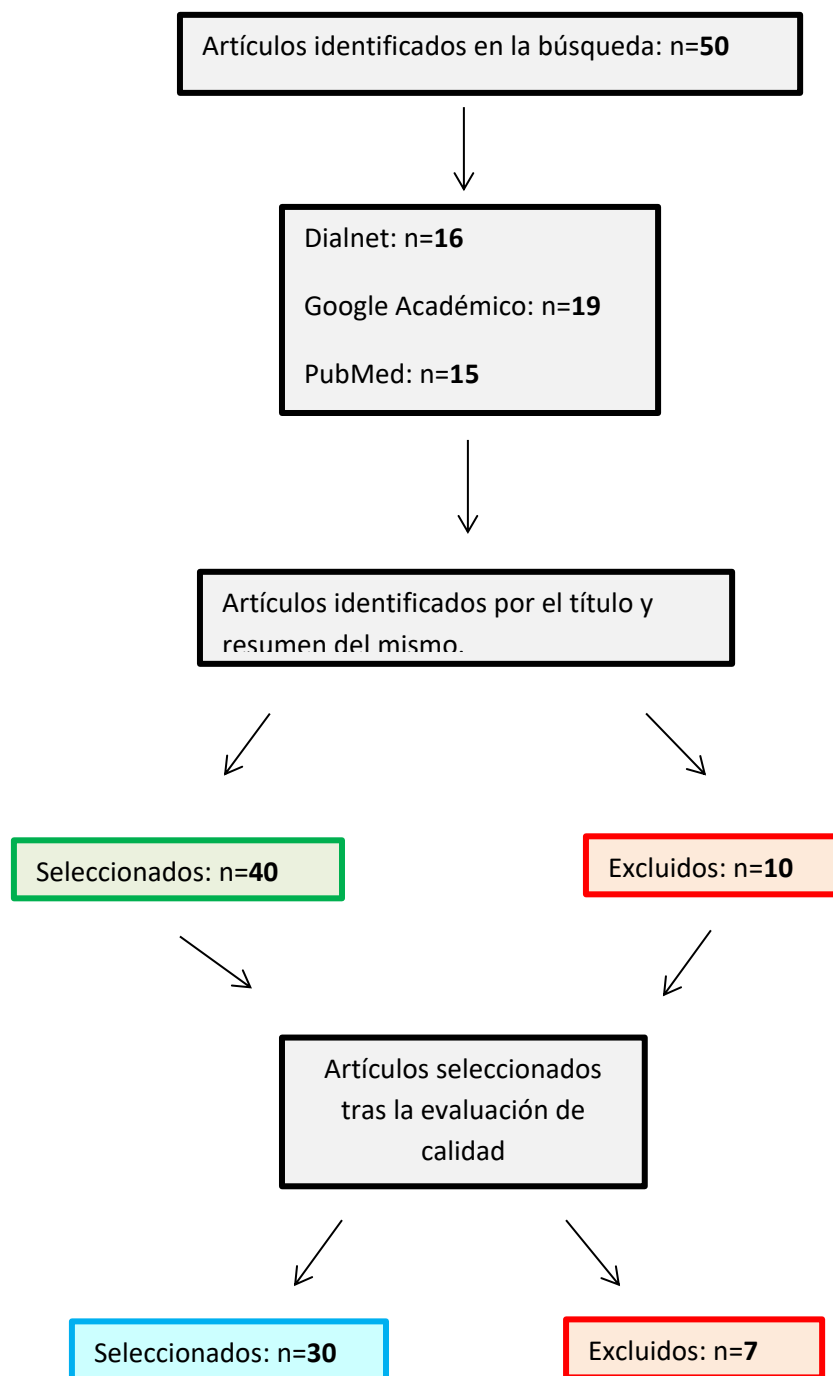 Artículos identificados en la búsqueda: n=50
Dialnet: n=16
Google Académico: n=19
PubMed: n=15
Artículos identificados por el título y
resumen del mismo.
Seleccionados: n=40
Excluidos: n=10
Artículos seleccionados
tras la evaluación de
calidad
Seleccionados: n=30
Excluidos: n=7